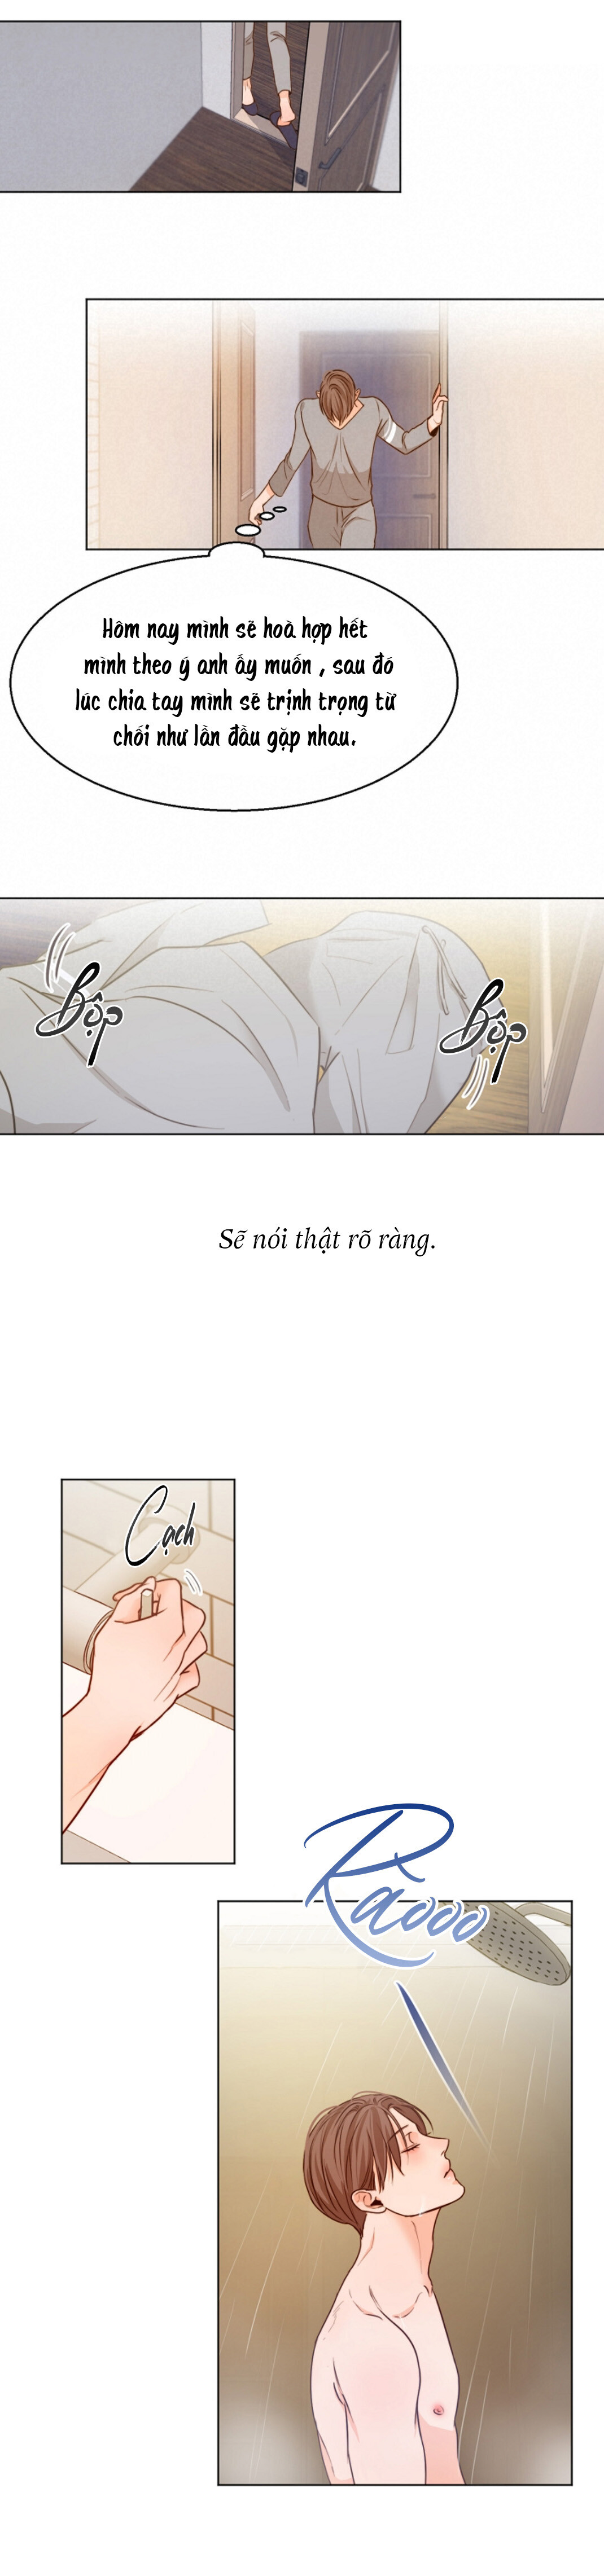 Hôm nay mình sẽ hoà hợp hết
mình theo ý anh ấy muốn , sau đó
lúc chia tay mình sẽ trịnh trọng từ
chối như lần đầu gặp nhau.
Bộp
Bộp
Sẽ nói thật rõ ràng.
Cạch
Ràooo